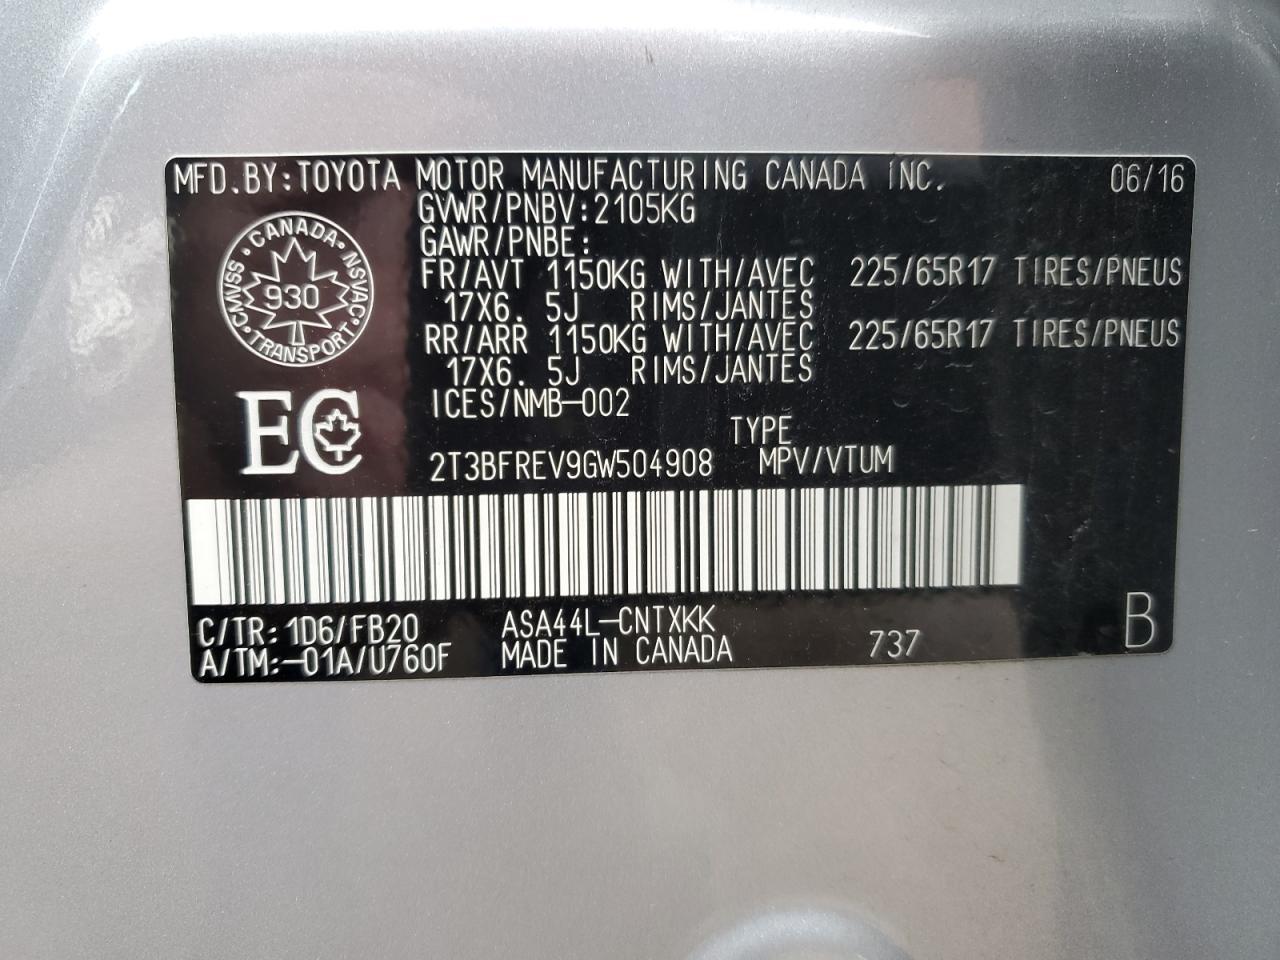 MFD.BY:TOYOTA MOTOR MANUFACTURING CANADA INC. 06/16
GVWR/PNBV:2105KG
GAWR/PNBE:
FR/AVT 1150KG WITH/AVEC 225/65R17 TIRES/PNEUS
17X6. 5J RIMS/JANTES
RR/ARR 1150KG WITH/AVEC 225/65R17 TIRES/PNEUS
17X6. 5J RIMS/JANTES
ICES/NMB-002
CANADA · NSVAC · TRANSPORT · CMVSS ·
930
EC
TYPE
2T3BFREV9GW504908 MPV/VTUM
C/TR: 1D6/FB20 ASA44L-CNTXKK
A/TM:-01A/U760F MADE IN CANADA 737 B